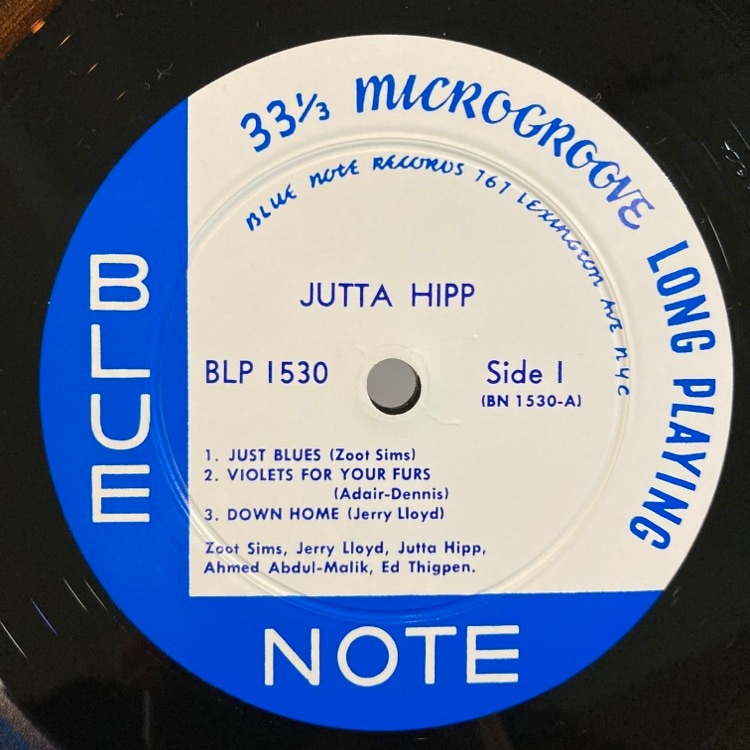 33⅓ MICROGROOVE LONG PLAYING
BLUE NOTE RECORDS 767 LEXINGTON AVE NYC
JUTTA HIPP
BLP 1530
Side 1
(BN 1530-A)
1. JUST BLUES (Zoot Sims)
2. VIOLETS FOR YOUR FURS
(Adair-Dennis)
3. DOWN HOME (Jerry Lloyd)
Zoot Sims, Jerry Lloyd, Jutta Hipp,
Ahmed Abdul-Malik, Ed Thigpen.
BLUE
NOTE